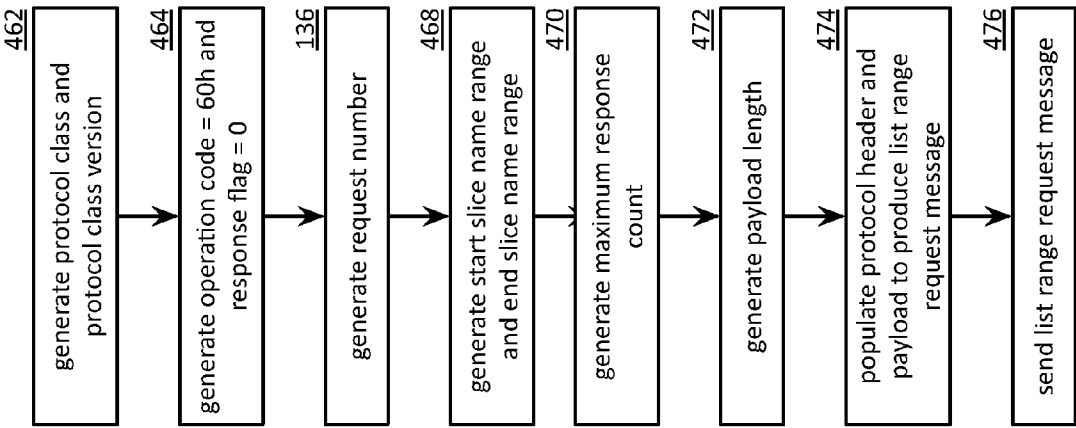 462
generate protocol class and
protocol class version
464
generate operation code = 60h and
response flag = 0
136
generate request number
468
generate start slice name range
and end slice name range
470
generate maximum response
count
472
generate payload length
474
populate protocol header and
payload to produce list range
request message
476
send list range request message